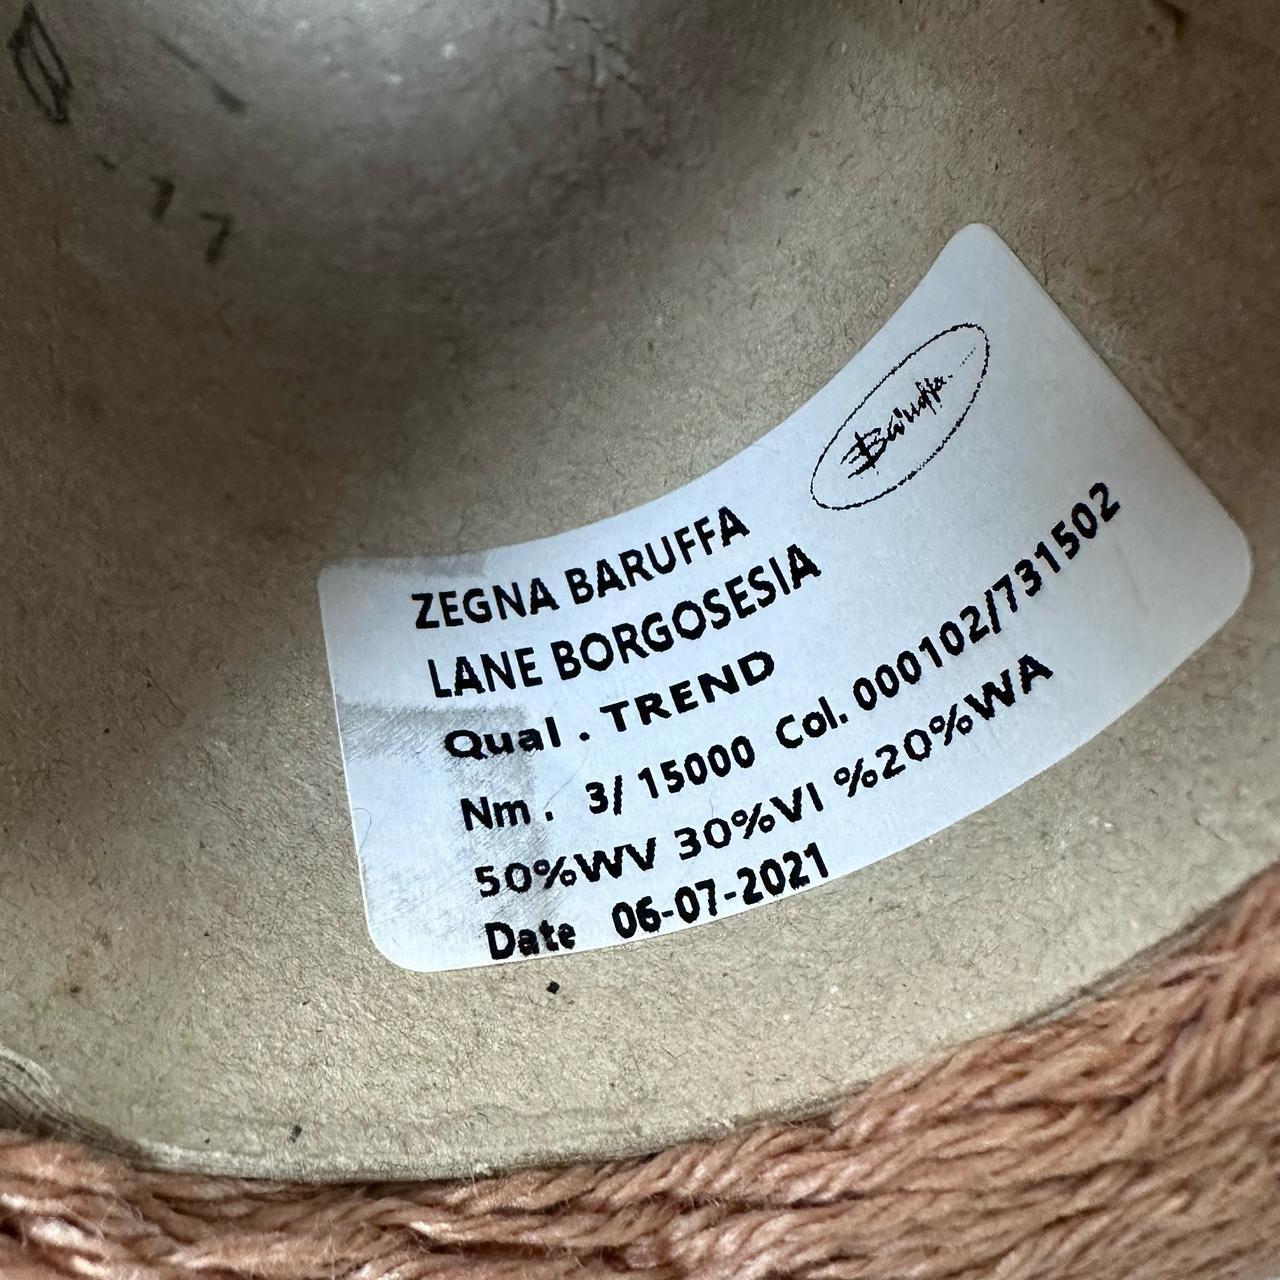 Baruffa
ZEGNA BARUFFA
LANE BORGOSESIA
Qual . TREND
Nm . 3/ 15000 Col. 000102/731502
50%WV 30%VI %20%WA
Date 06-07-2021